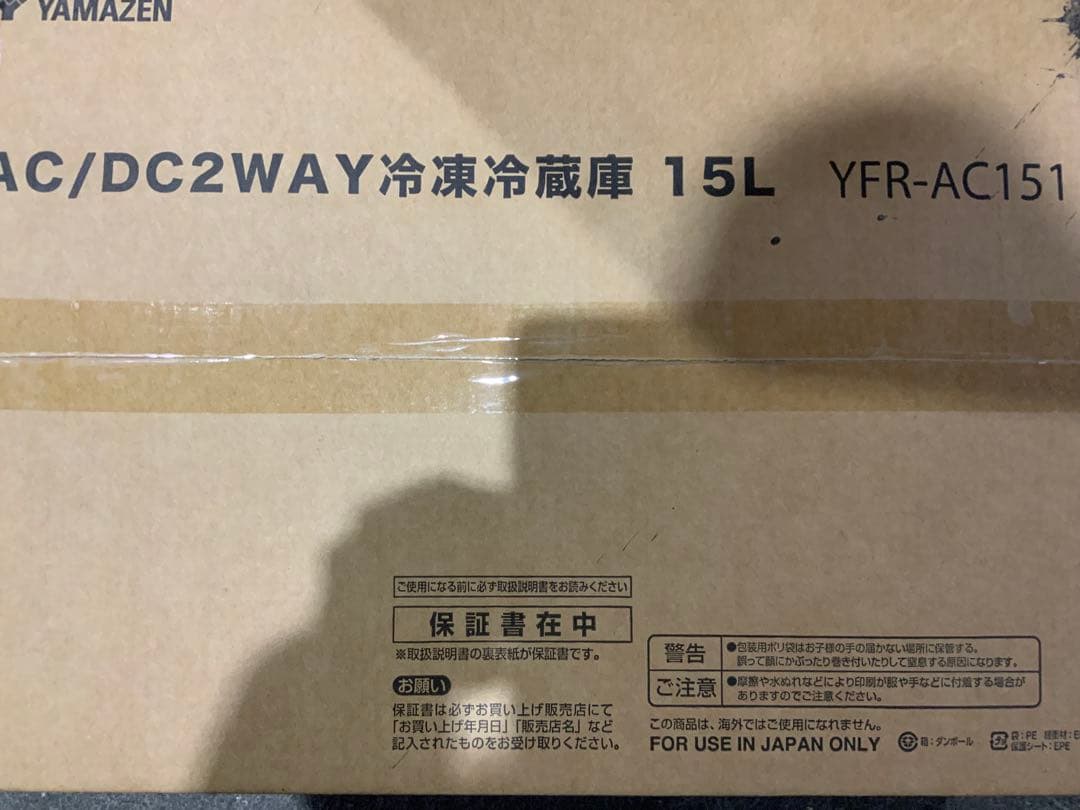 YAMAZEN
AC/DC2WAY冷凍冷蔵庫 15L YFR-AC151
ご使用になる前に必ず取扱説明書をお読みください
保証書在中
※取扱説明書の裏表紙が保証書です。
お願い
保証書は必ずお買い上げ販売店にて
「お買い上げ年月日」「販売店名」など
記入されたものをお受け取りください。
警告
●包装用ポリ袋はお子様の手の届かない場所に保管する。
誤って顔にかぶったり巻き付いたりして窒息する原因になります。
ご注意
●摩擦や水ぬれなどにより印刷が服や手などに付着する場合が
ありますのでご注意ください。
この商品は、海外ではご使用になれません。
FOR USE IN JAPAN ONLY
箱：ダンボール
袋：PE 緩衝材：E
保護シート：EPE